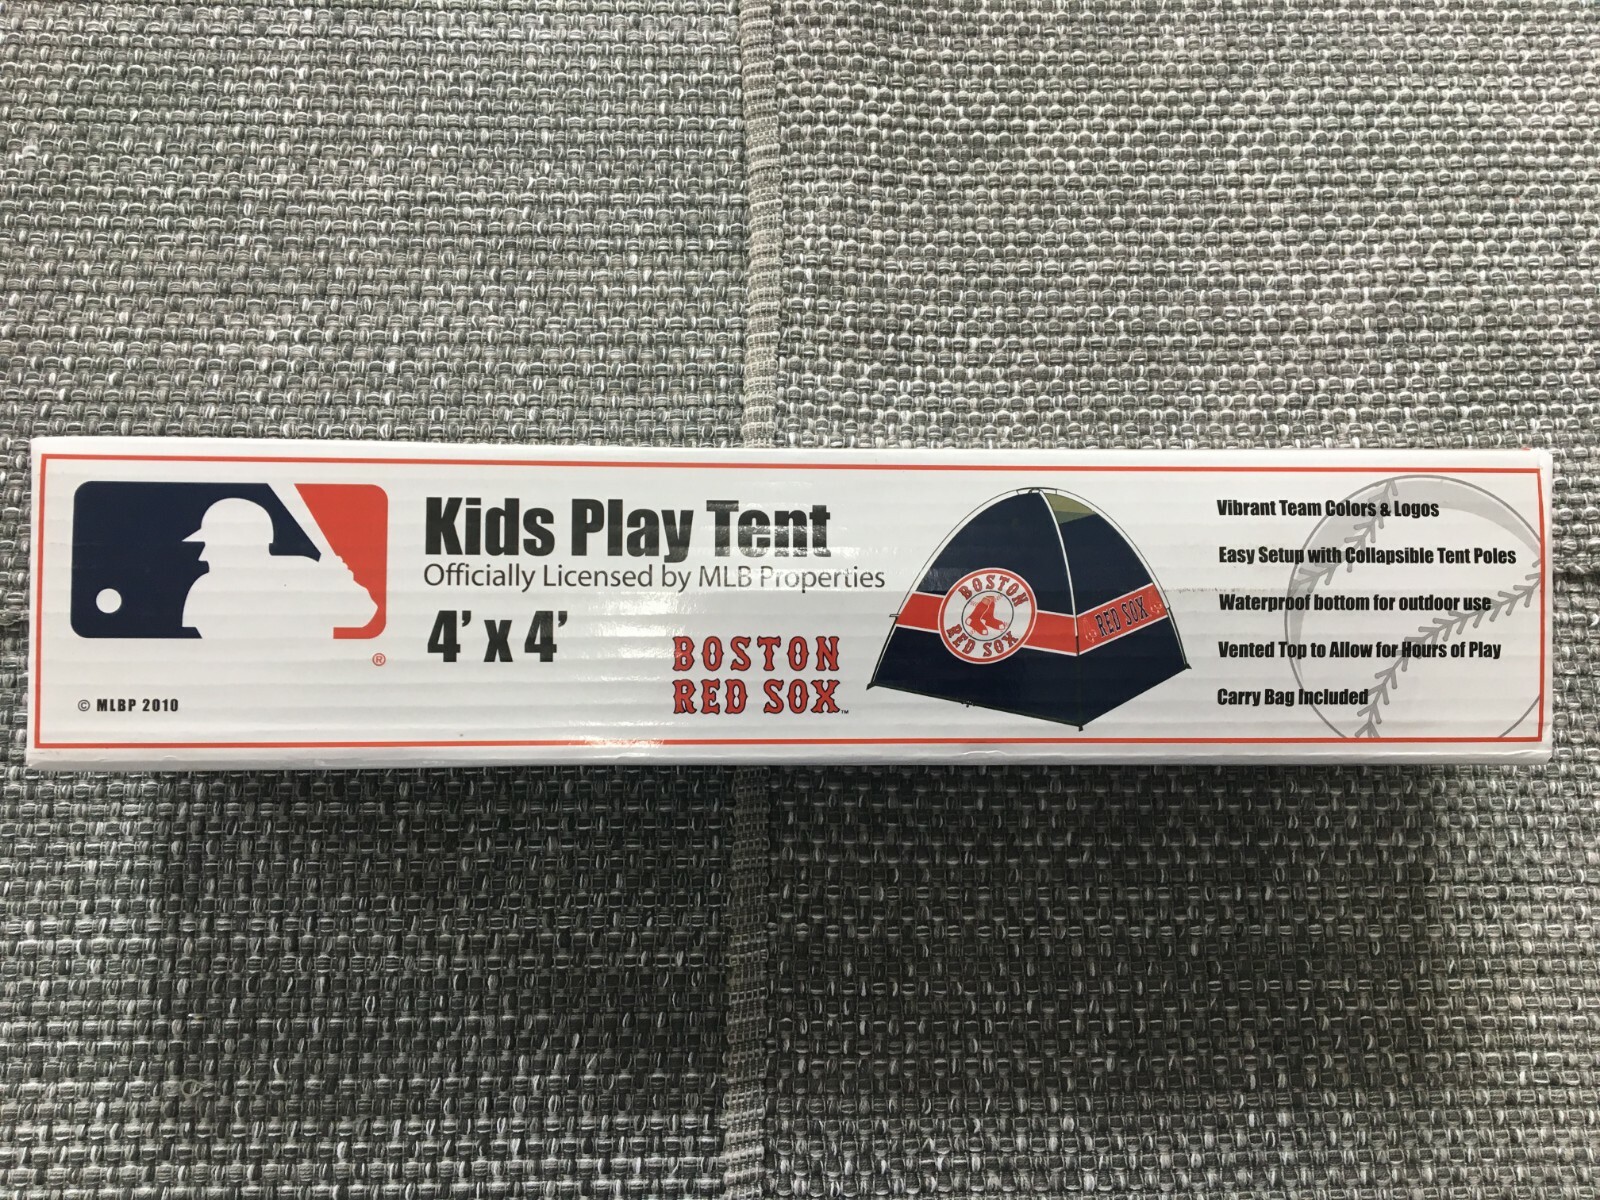 Kids Play Tent
Officially Licensed by MLB Properties
4' x 4'
BOSTON
RED SOX™
®
© MLBP 2010
BOSTON
RED SOX
RED SOX
Vibrant Team Colors & Logos
Easy Setup with Collapsible Tent Poles
Waterproof bottom for outdoor use
Vented Top to Allow for Hours of Play
Carry Bag Included